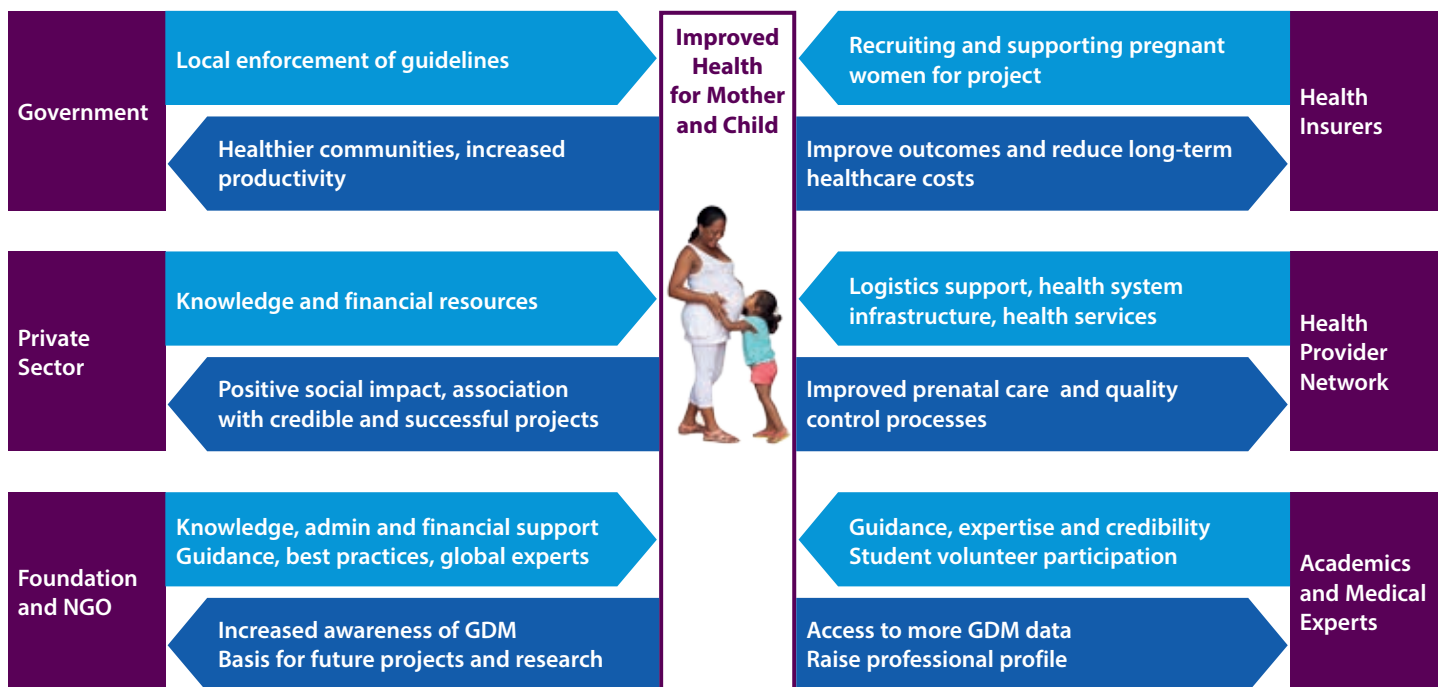 Government
Local enforcement of guidelines
Healthier communities, increased
productivity
Improved
Health
for Mother
and Child
Recruiting and supporting pregnant
women for project
Improve outcomes and reduce long-term
healthcare costs
Health
Insurers
Private
Sector
Knowledge and financial resources
Positive social impact, association
with credible and successful projects
Logistics support, health system
infrastructure, health services
Improved prenatal care and quality
control processes
Health
Provider
Network
Foundation
and NGO
Knowledge, admin and financial support
Guidance, best practices, global experts
Increased awareness of GDM
Basis for future projects and research
Guidance, expertise and credibility
Student volunteer participation
Access to more GDM data
Raise professional profile
Academics
and Medical
Experts